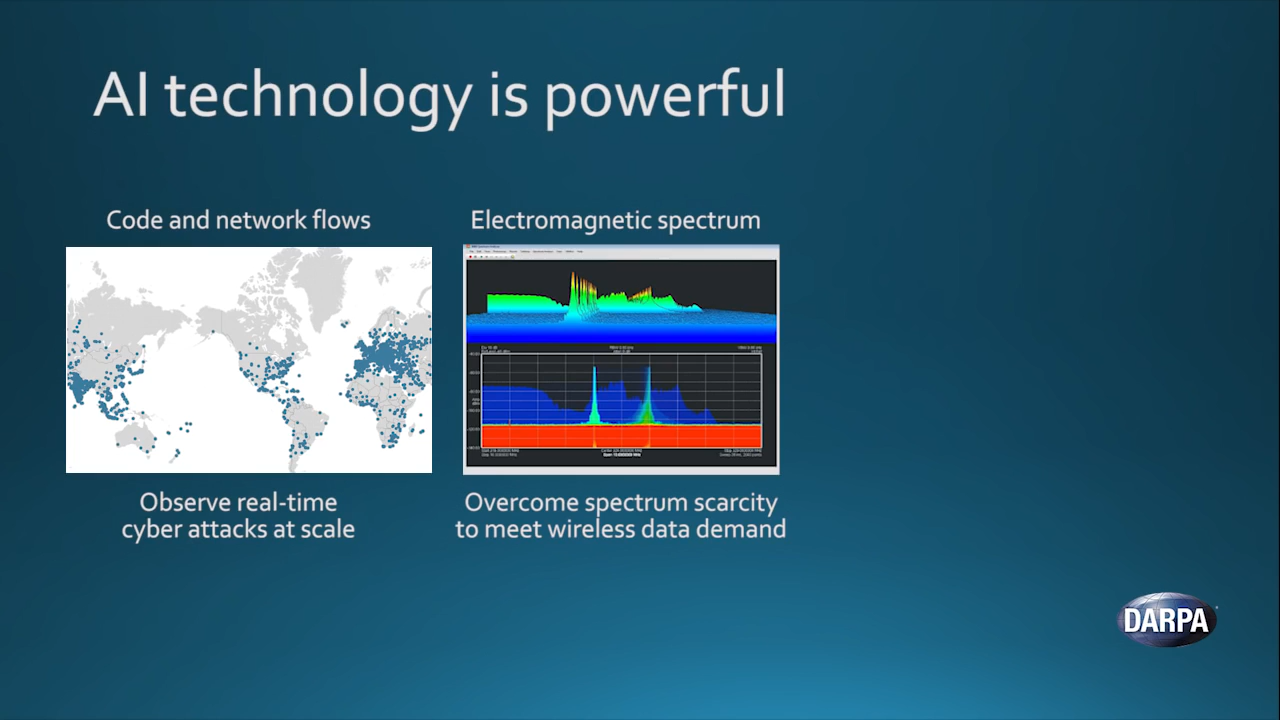 AI technology is powerful
Code and network flows
Electromagnetic spectrum
Observe real-time
cyber attacks at scale
Overcome spectrum scarcity
to meet wireless data demand
DARPA